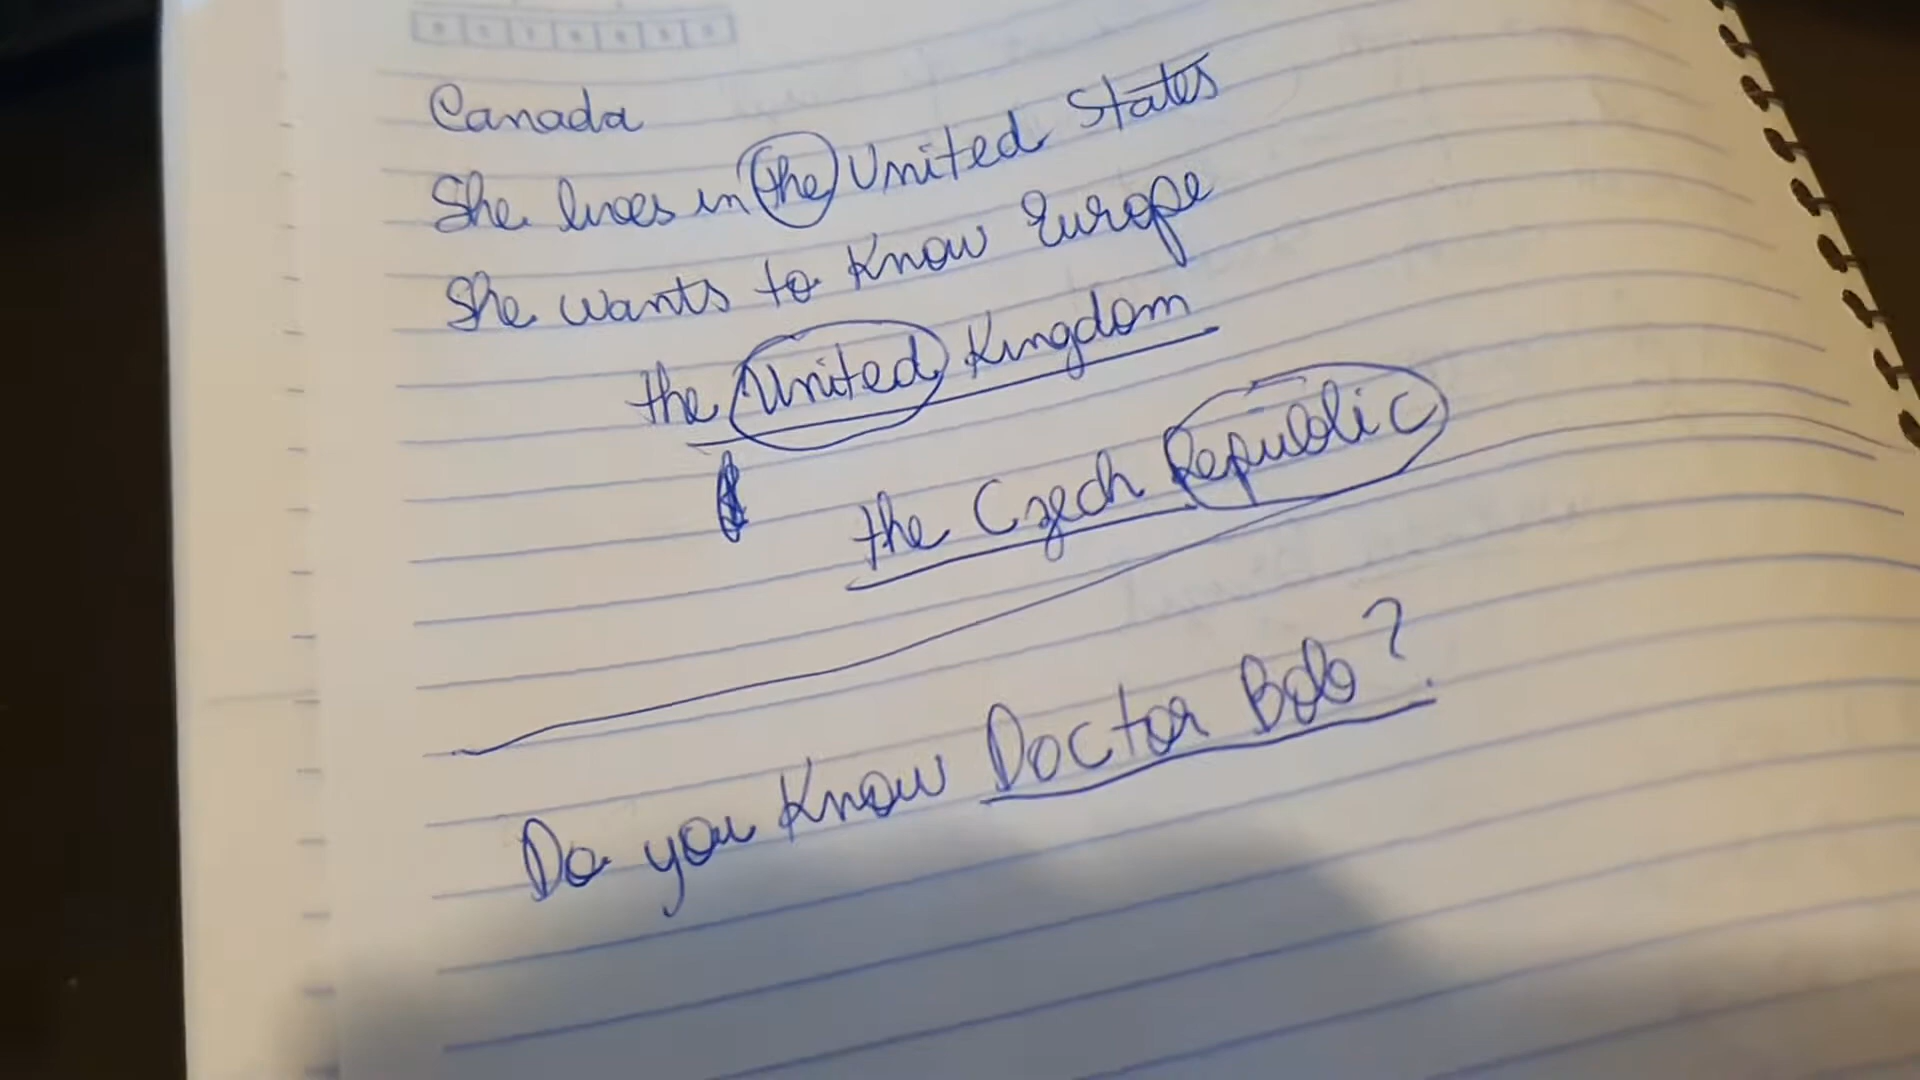 Canada
She lives in the United States
She wants to know Europe
the United Kingdom
the Czech Republic
Do you know Doctor Bob?